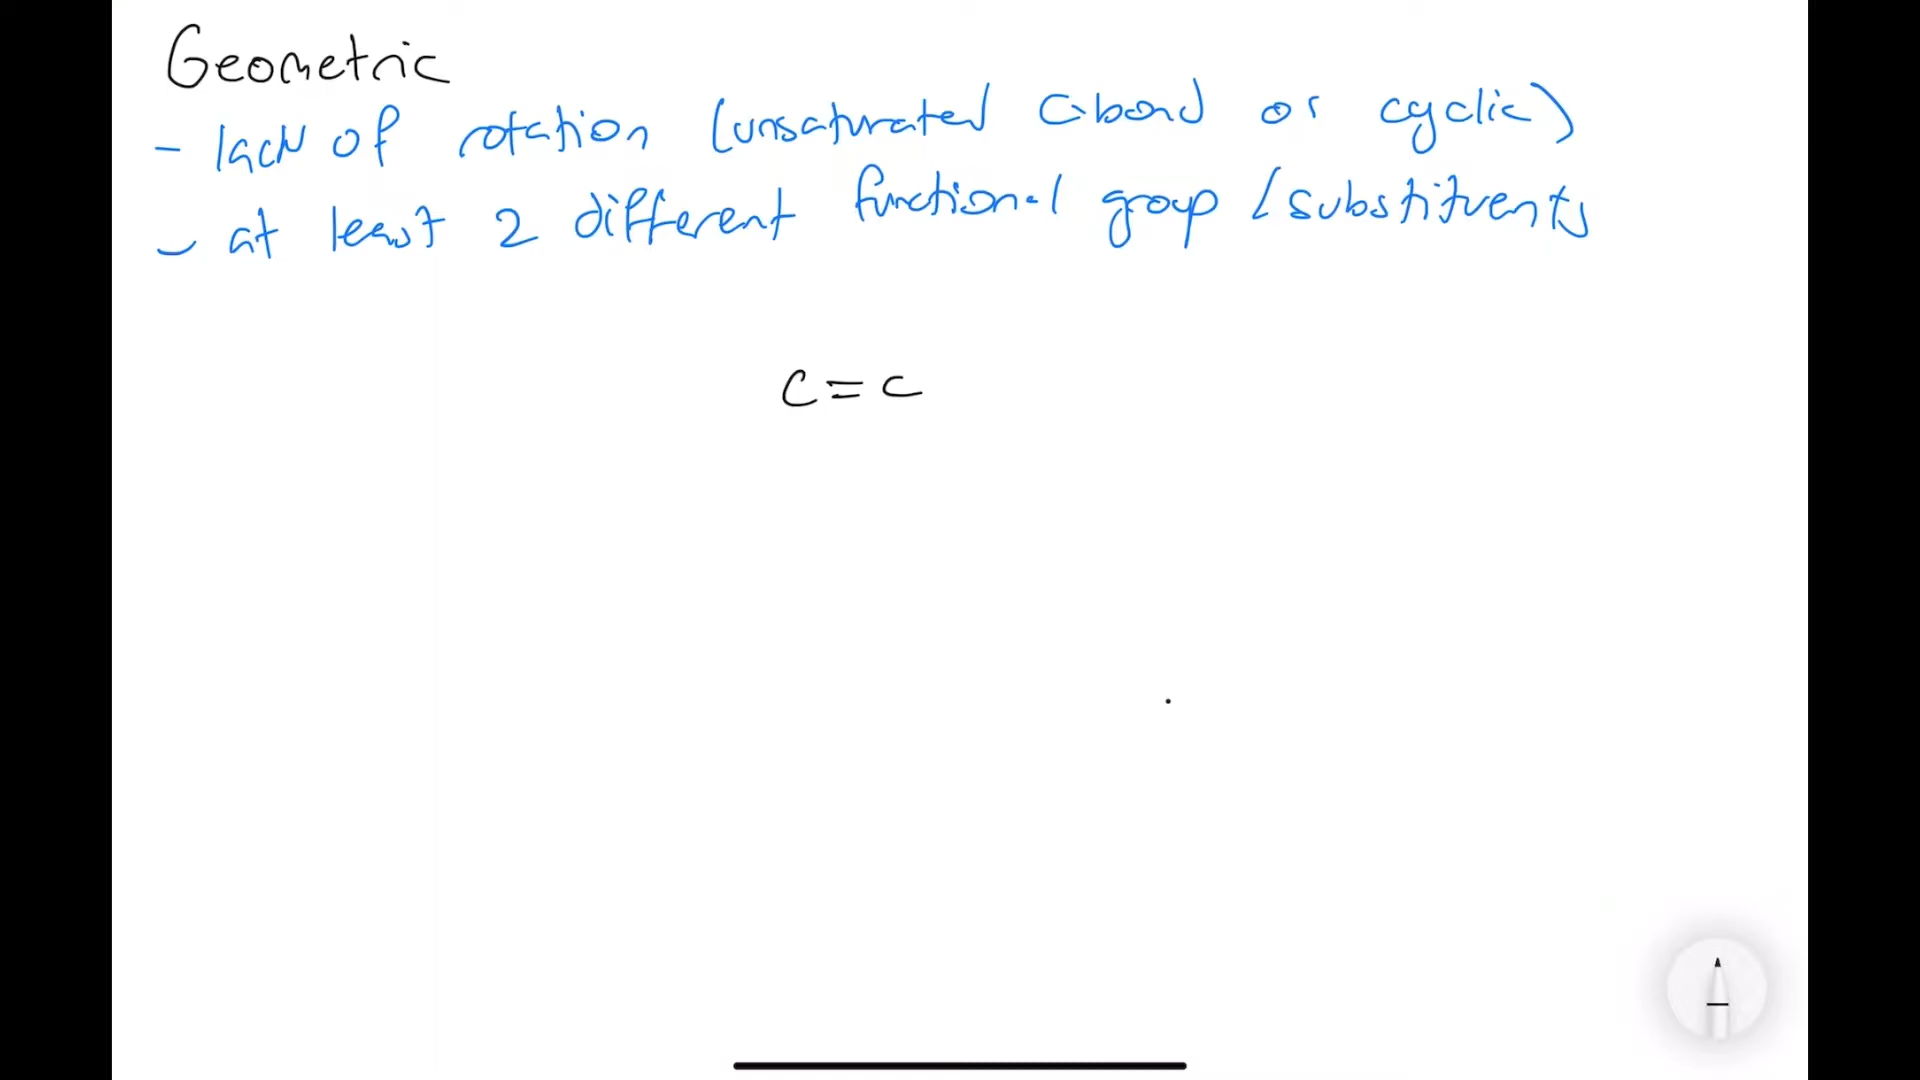 Geometric
- lack of rotation (unsaturated C-bond or cyclic)
- at least 2 different functional group / substituents
C = C